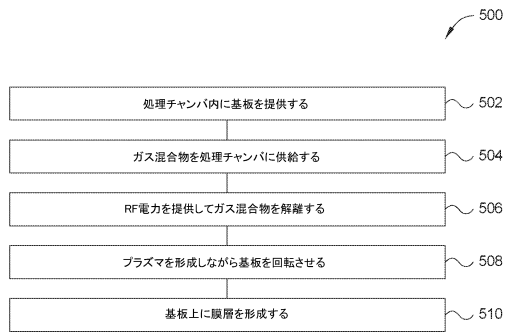 500
処理チャンバ内に基板を提供する 502
ガス混合物を処理チャンバに供給する 504
RF電力を提供してガス混合物を解離する 506
プラズマを形成しながら基板を回転させる 508
基板上に膜層を形成する 510